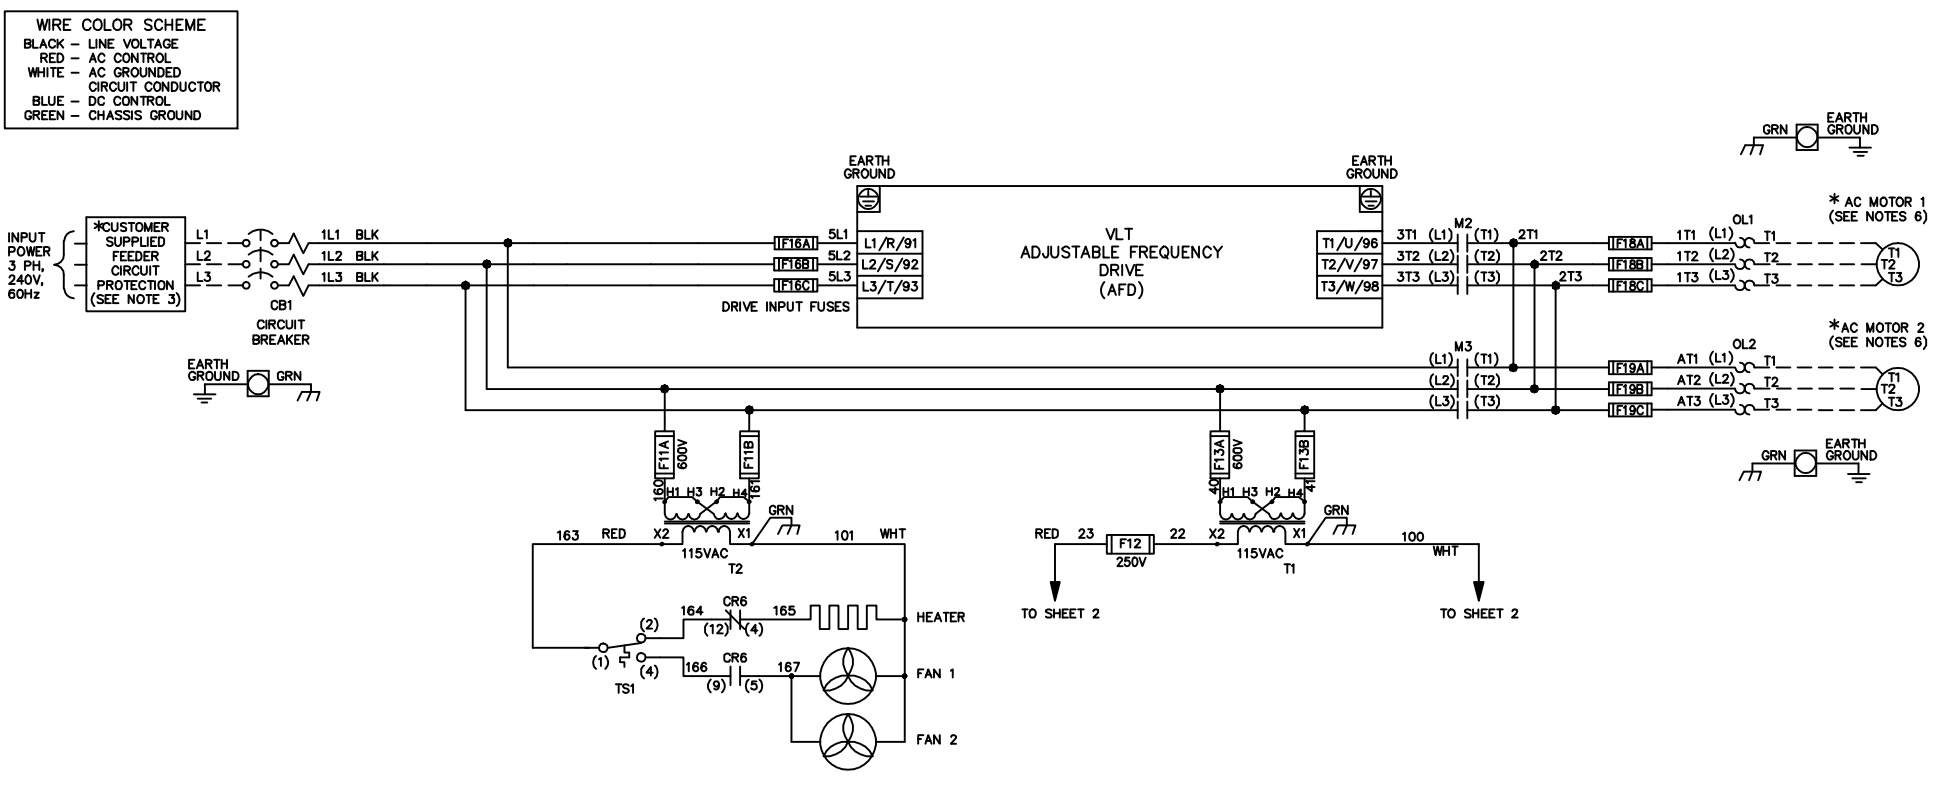 WIRE COLOR SCHEME
BLACK – LINE VOLTAGE
RED – AC CONTROL
WHITE – AC GROUNDED
CIRCUIT CONDUCTOR
BLUE – DC CONTROL
GREEN – CHASSIS GROUND
INPUT
POWER
3 PH,
240V,
60Hz
*CUSTOMER
SUPPLIED
FEEDER
CIRCUIT
PROTECTION
(SEE NOTE 3)
L1
L2
L3
CB1
CIRCUIT
BREAKER
1L1 BLK
1L2 BLK
1L3 BLK
EARTH
GROUND
GRN
F16A
F16B
F16C
5L1
5L2
5L3
DRIVE INPUT FUSES
EARTH
GROUND
L1/R/91
L2/S/92
L3/T/93
VLT
ADJUSTABLE FREQUENCY
DRIVE
(AFD)
EARTH
GROUND
T1/U/96
T2/V/97
T3/W/98
M2
3T1 (L1) (T1) 2T1
3T2 (L2) (T2) 2T2
3T3 (L3) (T3) 2T3
F18A
F18B
F18C
OL1
1T1 (L1) T1
1T2 (L2) T2
1T3 (L3) T3
GRN
EARTH
GROUND
* AC MOTOR 1
(SEE NOTES 6)
T1
T2
T3
M3
(L1) (T1)
(L2) (T2)
(L3) (T3)
F19A
F19B
F19C
OL2
AT1 (L1) T1
AT2 (L2) T2
AT3 (L3) T3
*AC MOTOR 2
(SEE NOTES 6)
T1
T2
T3
GRN
EARTH
GROUND
F11A
600V
F11B
160
161
H1 H3 H2 H4
GRN
163 RED X2 X1 101 WHT
115VAC
T2
F13A
600V
F13B
40
41
H1 H3 H2 H4
GRN
RED 23 F12 22 X2 X1 100
WHT
250V
115VAC
T1
TO SHEET 2
TO SHEET 2
CR6
164 165
(12) (4)
HEATER
(2)
(1)
(4)
TS1
CR6
166 167
(9) (5)
FAN 1
FAN 2